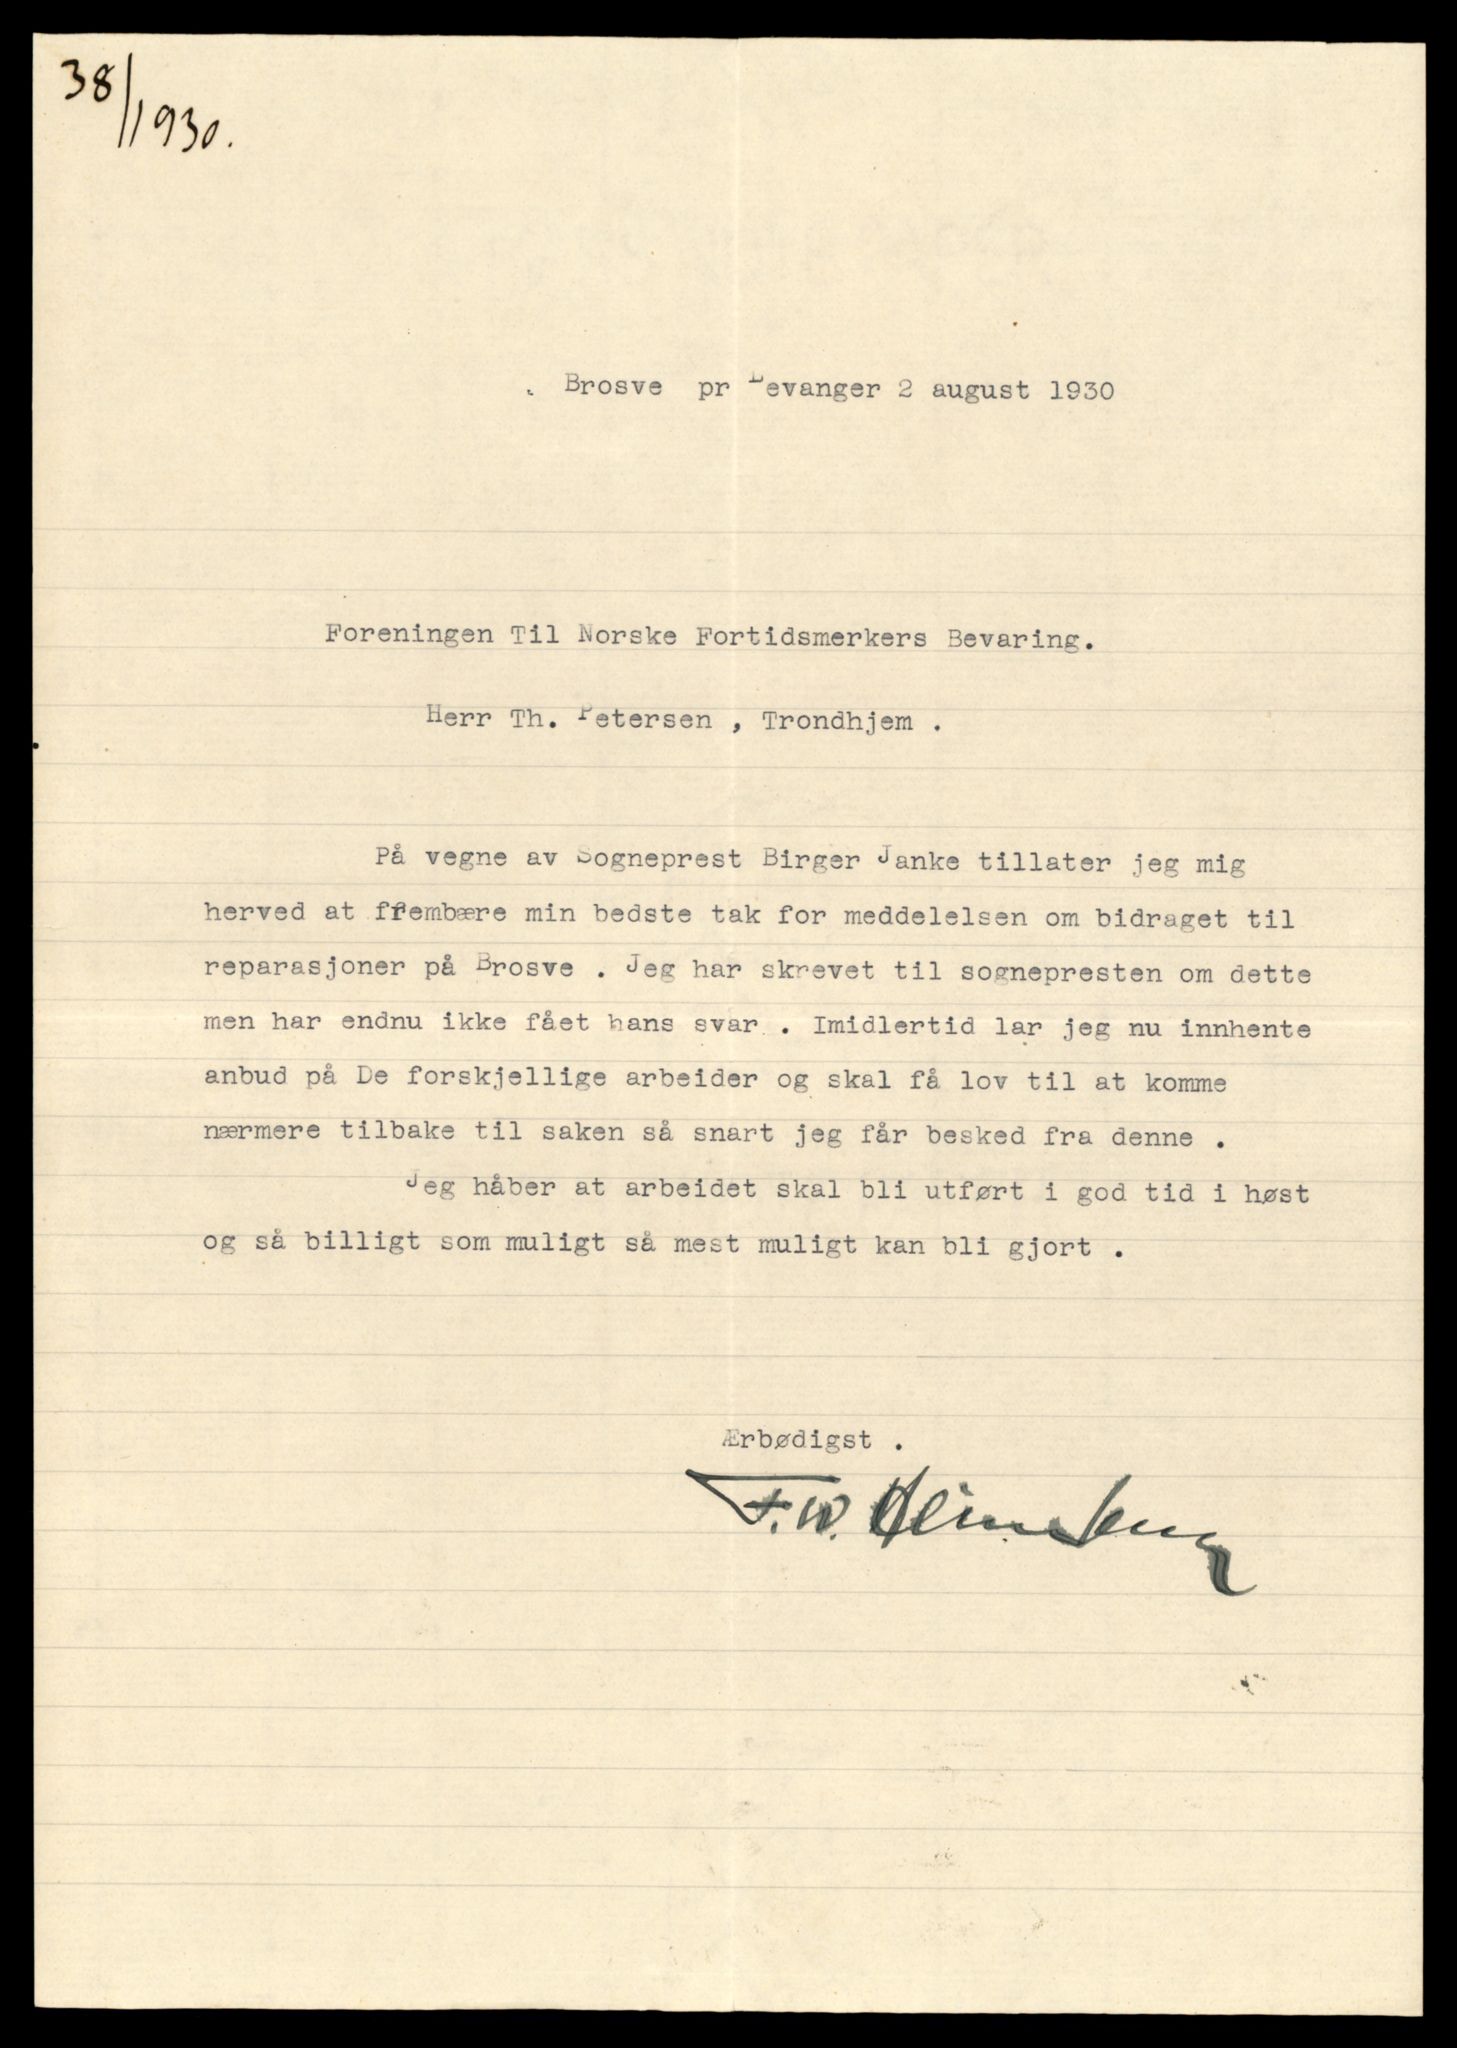 38/1930.
. Brosve pr Levanger 2 august 1930
Foreningen Til Norske Fortidsmerkers Bevaring.
Herr Th. Petersen , Trondhjem .
På vegne av Sogneprest Birger Janke tillater jeg mig
herved at frembære min bedste tak for meddelelsen om bidraget til
reparasjoner på Brosve . Jeg har skrevet til sognepresten om dette
men har endnu ikke fået hans svar . Imidlertid lar jeg nu innhente
anbud på De forskjellige arbeider og skal få lov til at komme
nærmere tilbake til saken så snart jeg får besked fra denne .
Jeg håber at arbeidet skal bli utført i god tid i høst
og så billigt som muligt så mest muligt kan bli gjort .
Ærbødigst .
F.W.